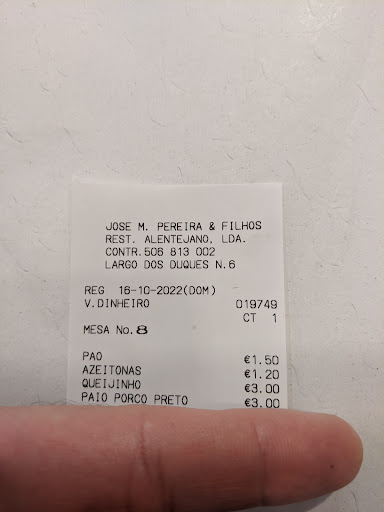 JOSE M. PEREIRA & FILHOS
REST. ALENTEJANO, LDA.
CONTR.506 813 002
LARGO DOS DUQUES N.6
REG 16-10-2022(DOM)
V.DINHEIRO 019749
CT 1
MESA No.8
PAO €1.50
AZEITONAS €1.20
QUEIJINHO €3.00
PAIO PORCO PRETO €3.00